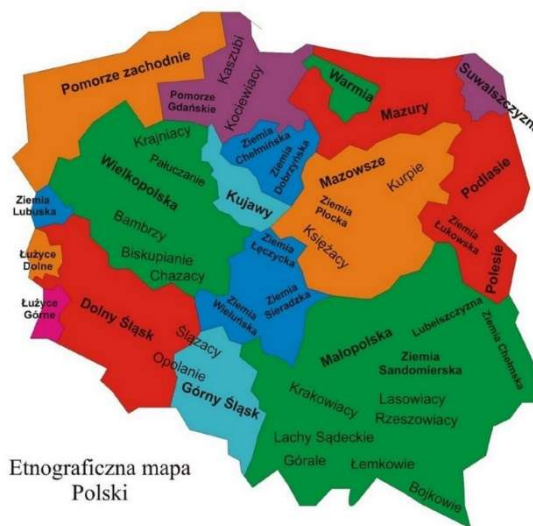 Pomorze zachodnie
Kaszubi
Pomorze
Gdańskie
Kociewiacy
Warmia
Mazury
Suwalszczyzna
Krajniacy
Pałuczanie
Ziemia
Chełmińska
Ziemia
Dobrzyńska
Wielkopolska
Kujawy
Mazowsze
Kurpie
Podlasie
Ziemia
Lubuska
Ziemia
Płocka
Ziemia
Łukowska
Bambrzy
Księżacy
Polesie
Łużyce
Dolne
Biskupianie
Chazacy
Ziemia
Łęczycka
Łużyce
Górne
Dolny Śląsk
Ziemia
Wieluńska
Ziemia
Sieradzka
Ślązacy
Opolanie
Górny Śląsk
Małopolska
Lubelszczyzna
Ziemia Chełmska
Ziemia
Sandomierska
Krakowiacy
Lasowiacy
Rzeszowiacy
Lachy Sądeckie
Górale
Łemkowie
Bojkowie
Etnograficzna mapa
Polski